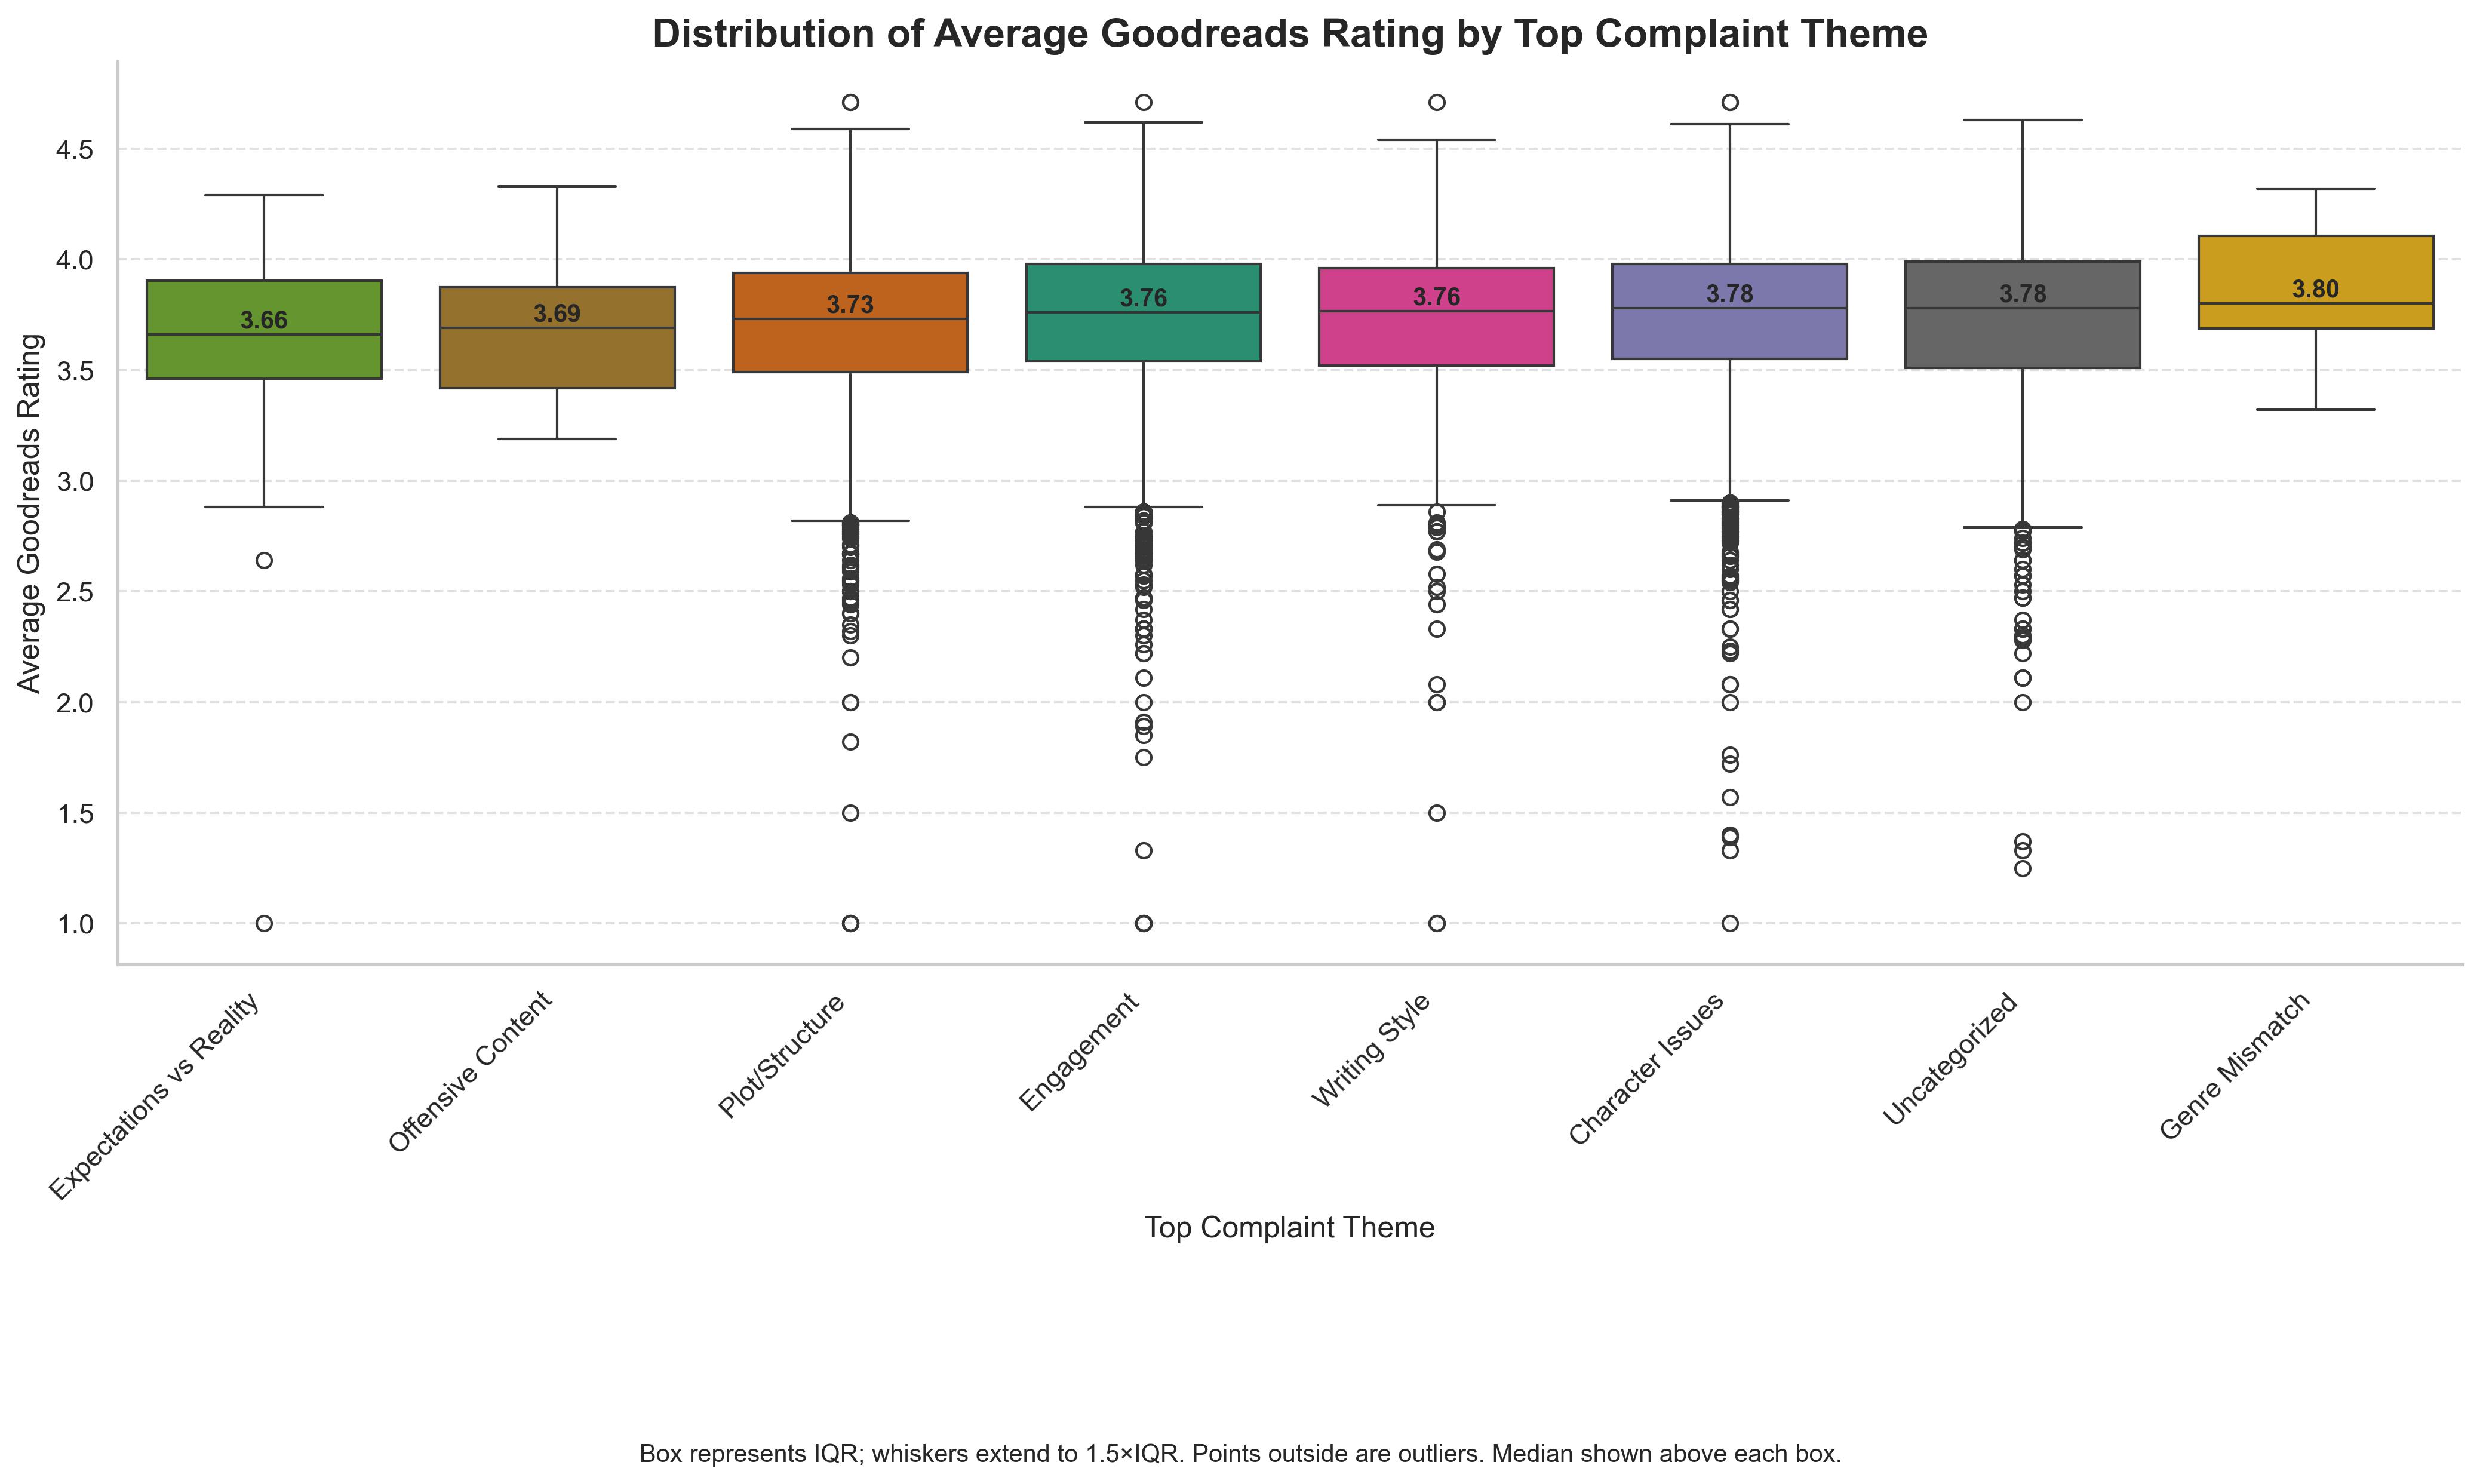 Distribution of Average Goodreads Rating by Top Complaint Theme
Average Goodreads Rating
4.5
4.0
3.5
3.0
2.5
2.0
1.5
1.0
3.66
3.69
3.73
3.76
3.76
3.78
3.78
3.80
Expectations vs Reality
Offensive Content
Plot/Structure
Engagement
Writing Style
Character Issues
Uncategorized
Genre Mismatch
Top Complaint Theme
Box represents IQR; whiskers extend to 1.5×IQR. Points outside are outliers. Median shown above each box.